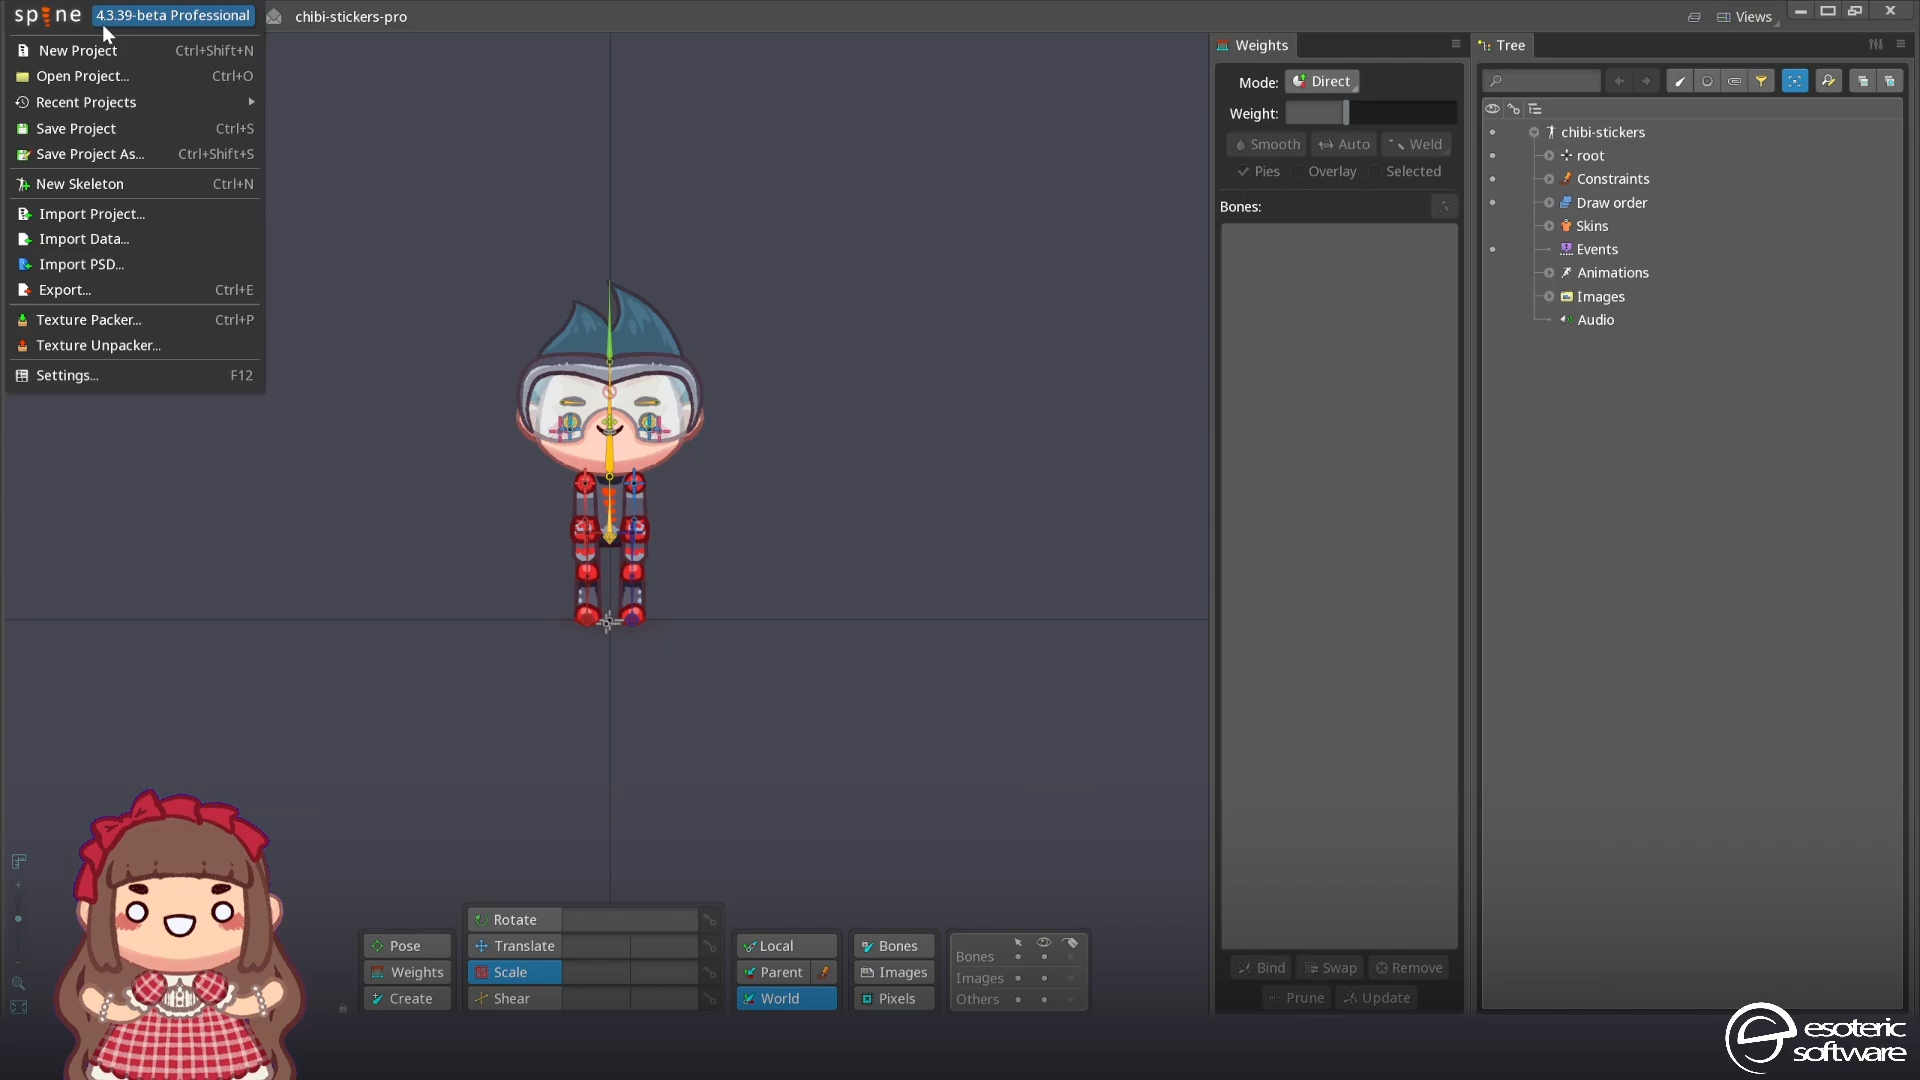 spine 4.3.39-beta Professional chibi-stickers-pro Views
New Project Ctrl+Shift+N
Open Project... Ctrl+O
Recent Projects
Save Project Ctrl+S
Save Project As... Ctrl+Shift+S
New Skeleton Ctrl+N
Import Project...
Import Data...
Import PSD...
Export... Ctrl+E
Texture Packer... Ctrl+P
Texture Unpacker...
Settings... F12
Weights
Mode: Direct
Weight:
Smooth Auto Weld
Pies Overlay Selected
Bones:
Bind Swap Remove
Prune Update
Tree
chibi-stickers
root
Constraints
Draw order
Skins
Events
Animations
Images
Audio
Pose
Weights
Create
Rotate
Translate
Scale
Shear
Local
Parent
World
Bones
Images
Pixels
Bones
Images
Others
esoteric
software